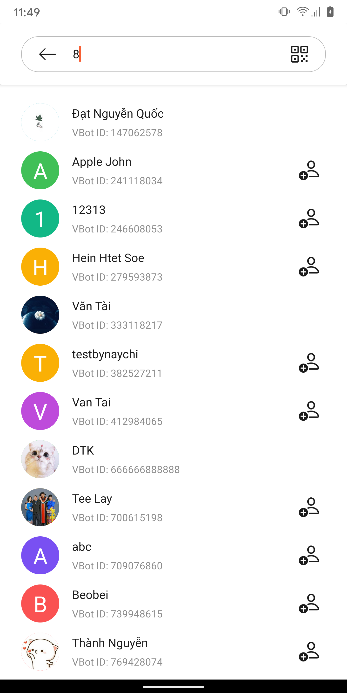 11:49
8
Đạt Nguyễn Quốc
VBot ID: 147062578
A
Apple John
VBot ID: 241118034
1
12313
VBot ID: 246608053
H
Hein Htet Soe
VBot ID: 279593873
Văn Tài
VBot ID: 333118217
T
testbynaychi
VBot ID: 382527211
V
Van Tai
VBot ID: 412984065
DTK
VBot ID: 666666888888
Tee Lay
VBot ID: 700615198
A
abc
VBot ID: 709076860
B
Beobei
VBot ID: 739948615
Thành Nguyễn
VBot ID: 769428074